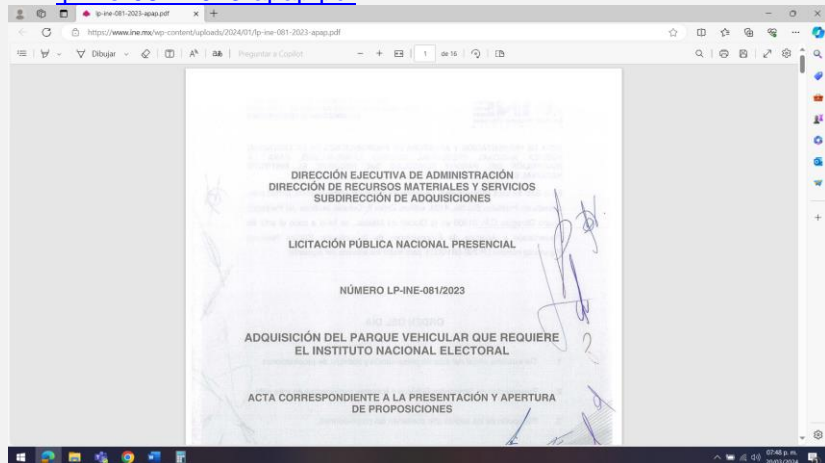 lp-ine-081-2023-apap.pdf
https://www.ine.mx/wp-content/uploads/2024/01/lp-ine-081-2023-apap.pdf
Dibujar
Preguntar a Copilot
1 de 16
DIRECCIÓN EJECUTIVA DE ADMINISTRACIÓN
DIRECCIÓN DE RECURSOS MATERIALES Y SERVICIOS
SUBDIRECCIÓN DE ADQUISICIONES
LICITACIÓN PÚBLICA NACIONAL PRESENCIAL
NÚMERO LP-INE-081/2023
ADQUISICIÓN DEL PARQUE VEHICULAR QUE REQUIERE
EL INSTITUTO NACIONAL ELECTORAL
ACTA CORRESPONDIENTE A LA PRESENTACIÓN Y APERTURA
DE PROPOSICIONES
07:48 p. m.
20/03/2024